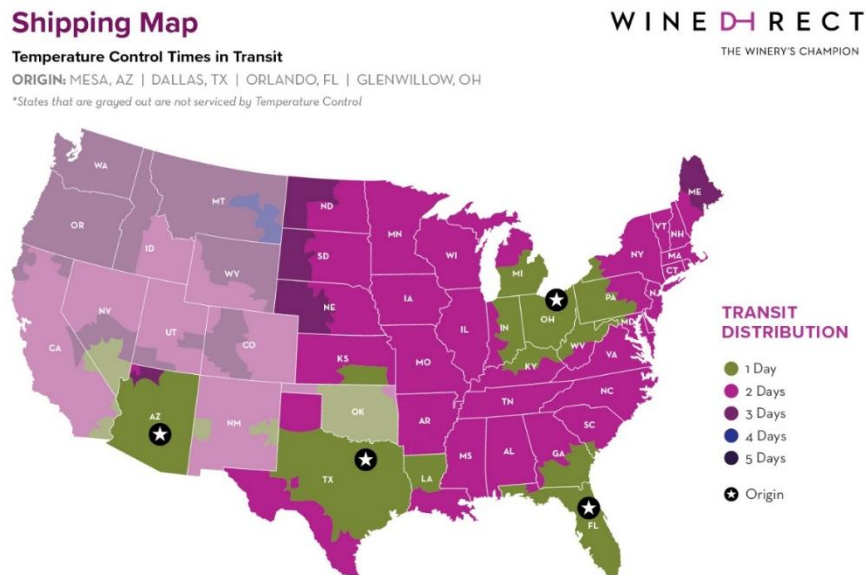 Shipping Map
WINEDIRECT
THE WINERY'S CHAMPION
Temperature Control Times in Transit
ORIGIN: MESA, AZ | DALLAS, TX | ORLANDO, FL | GLENWILLOW, OH
*States that are grayed out are not serviced by Temperature Control
WA
OR
ID
MT
WY
NV
UT
CO
CA
AZ
NM
ND
SD
NE
KS
OK
TX
MN
IA
MO
AR
LA
WI
IL
MI
IN
OH
KY
TN
MS
AL
GA
FL
SC
NC
VA
WV
PA
MD
NJ
NY
CT
MA
VT
NH
ME
TRANSIT
DISTRIBUTION
1 Day
2 Days
3 Days
4 Days
5 Days
Origin